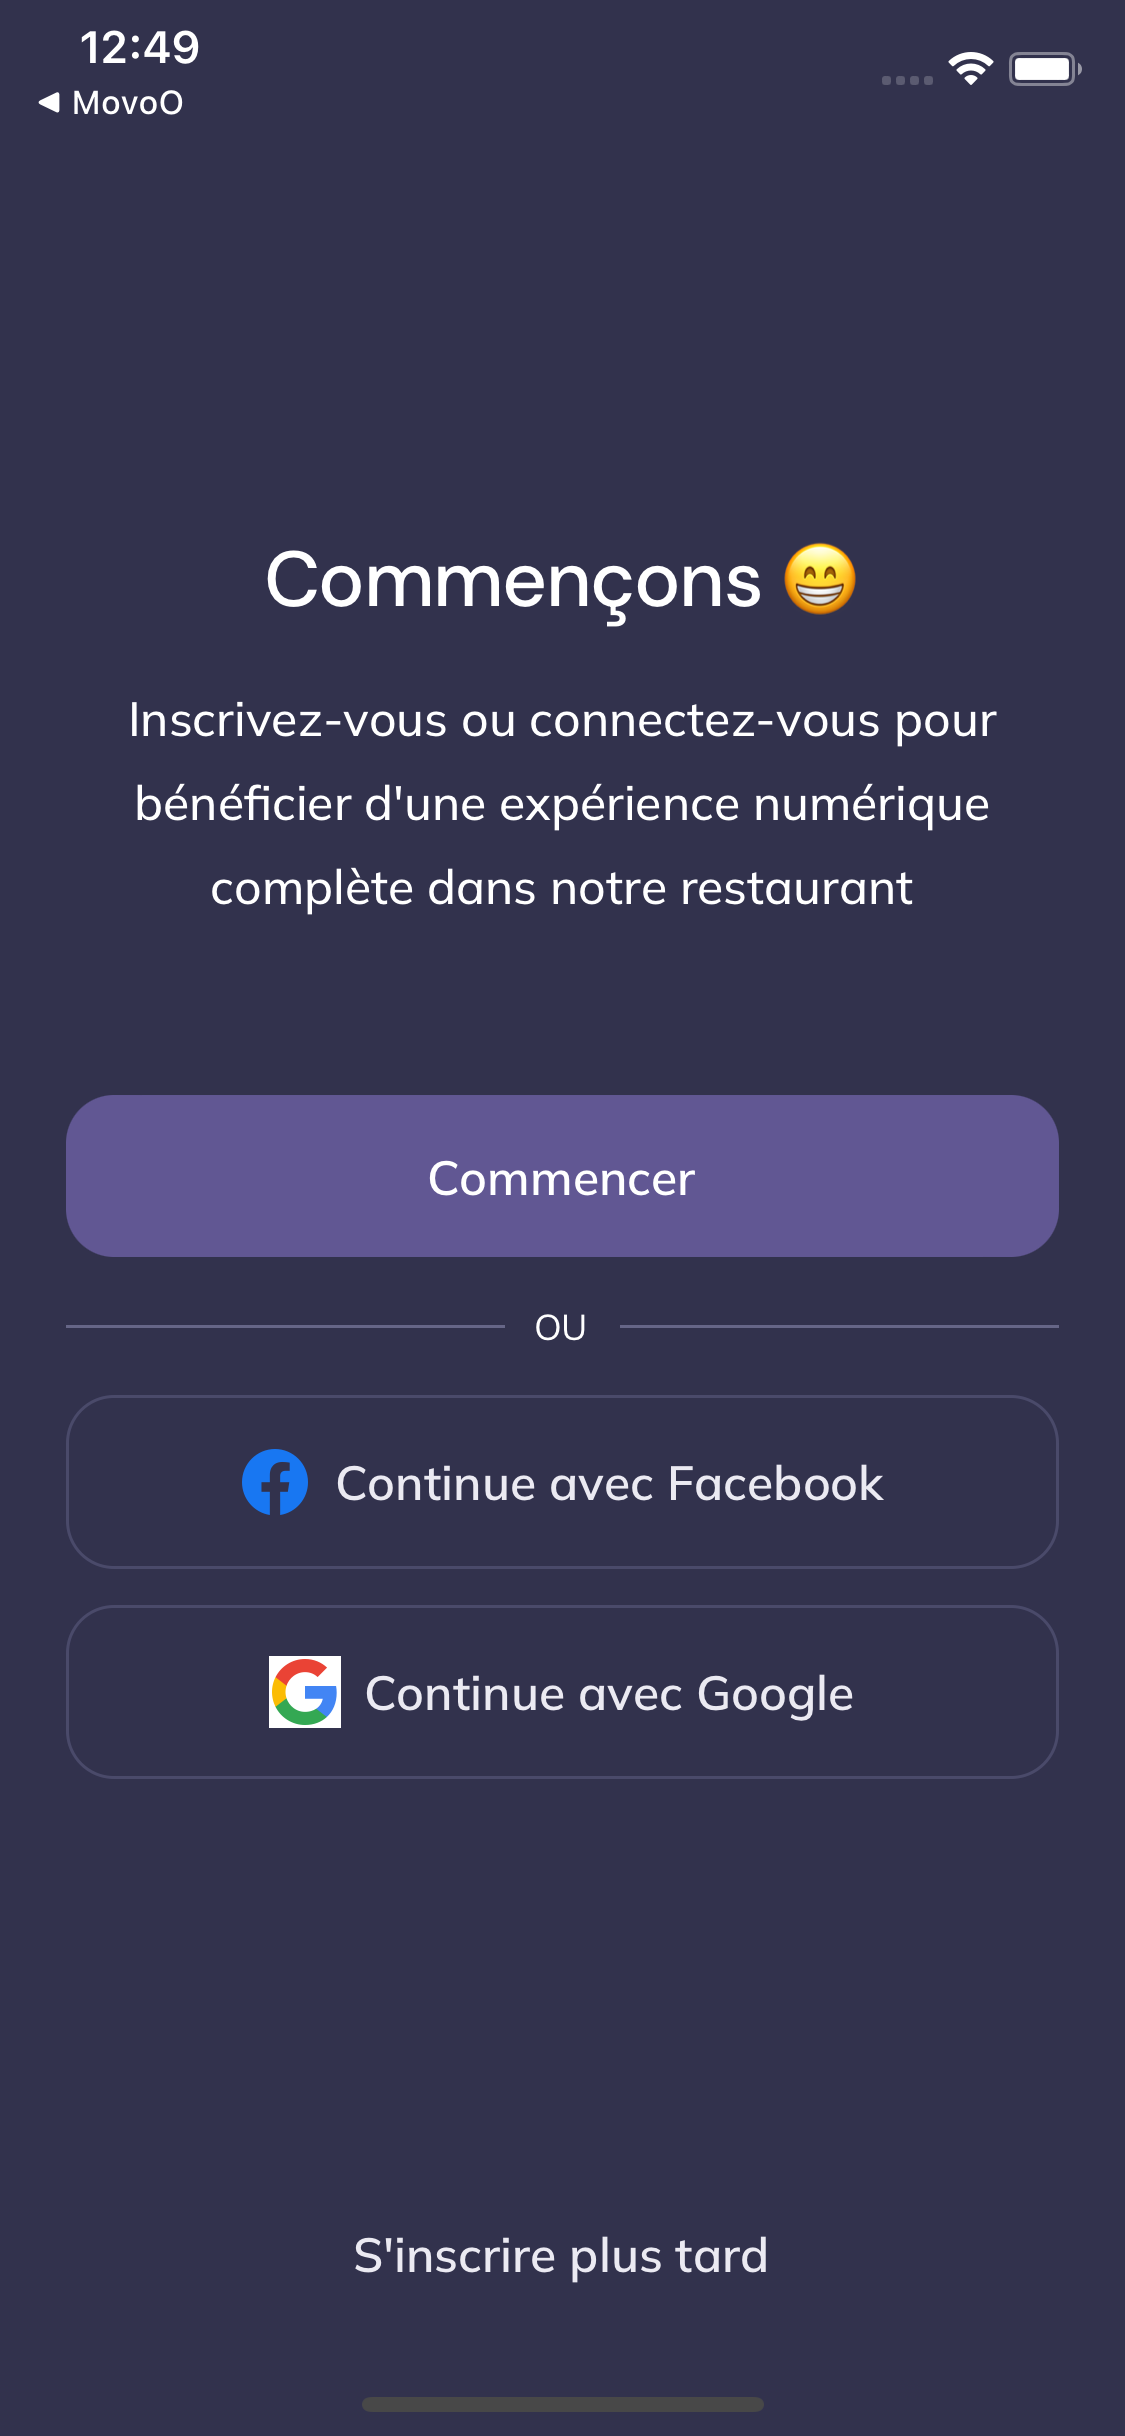 12:49
MovoO
Commençons 😁
Inscrivez-vous ou connectez-vous pour
bénéficier d'une expérience numérique
complète dans notre restaurant
Commencer
OU
Continue avec Facebook
Continue avec Google
S'inscrire plus tard